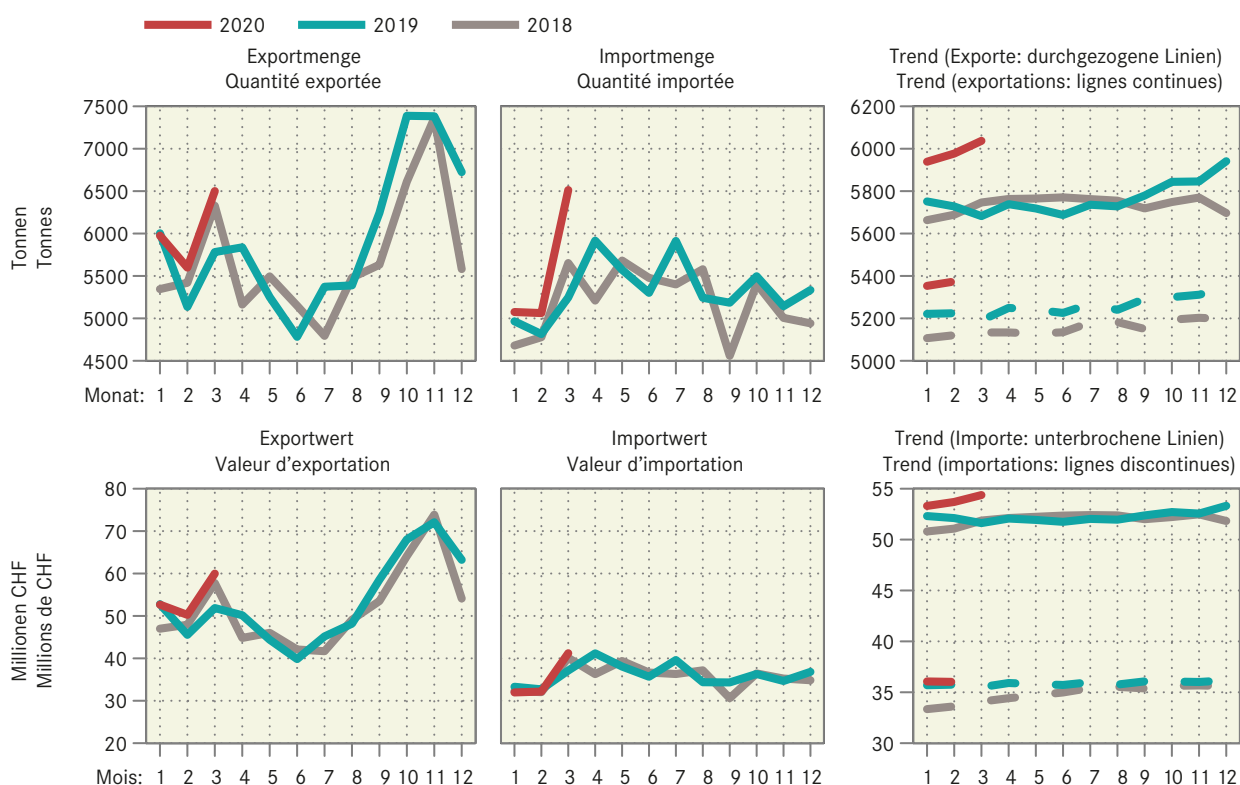 2020 2019 2018
Exportmenge
Quantité exportée
Importmenge
Quantité importée
Trend (Exporte: durchgezogene Linien)
Trend (exportations: lignes continues)
Tonnen
Tonnes
7500
7000
6500
6000
5500
5000
4500
6200
6000
5800
5600
5400
5200
5000
Monat: 1 2 3 4 5 6 7 8 9 10 11 12
1 2 3 4 5 6 7 8 9 10 11 12
1 2 3 4 5 6 7 8 9 10 11 12
Exportwert
Valeur d’exportation
Importwert
Valeur d’importation
Trend (Importe: unterbrochene Linien)
Trend (importations: lignes discontinues)
Millionen CHF
Millions de CHF
80
70
60
50
40
30
20
55
50
45
40
35
30
Mois: 1 2 3 4 5 6 7 8 9 10 11 12
1 2 3 4 5 6 7 8 9 10 11 12
1 2 3 4 5 6 7 8 9 10 11 12